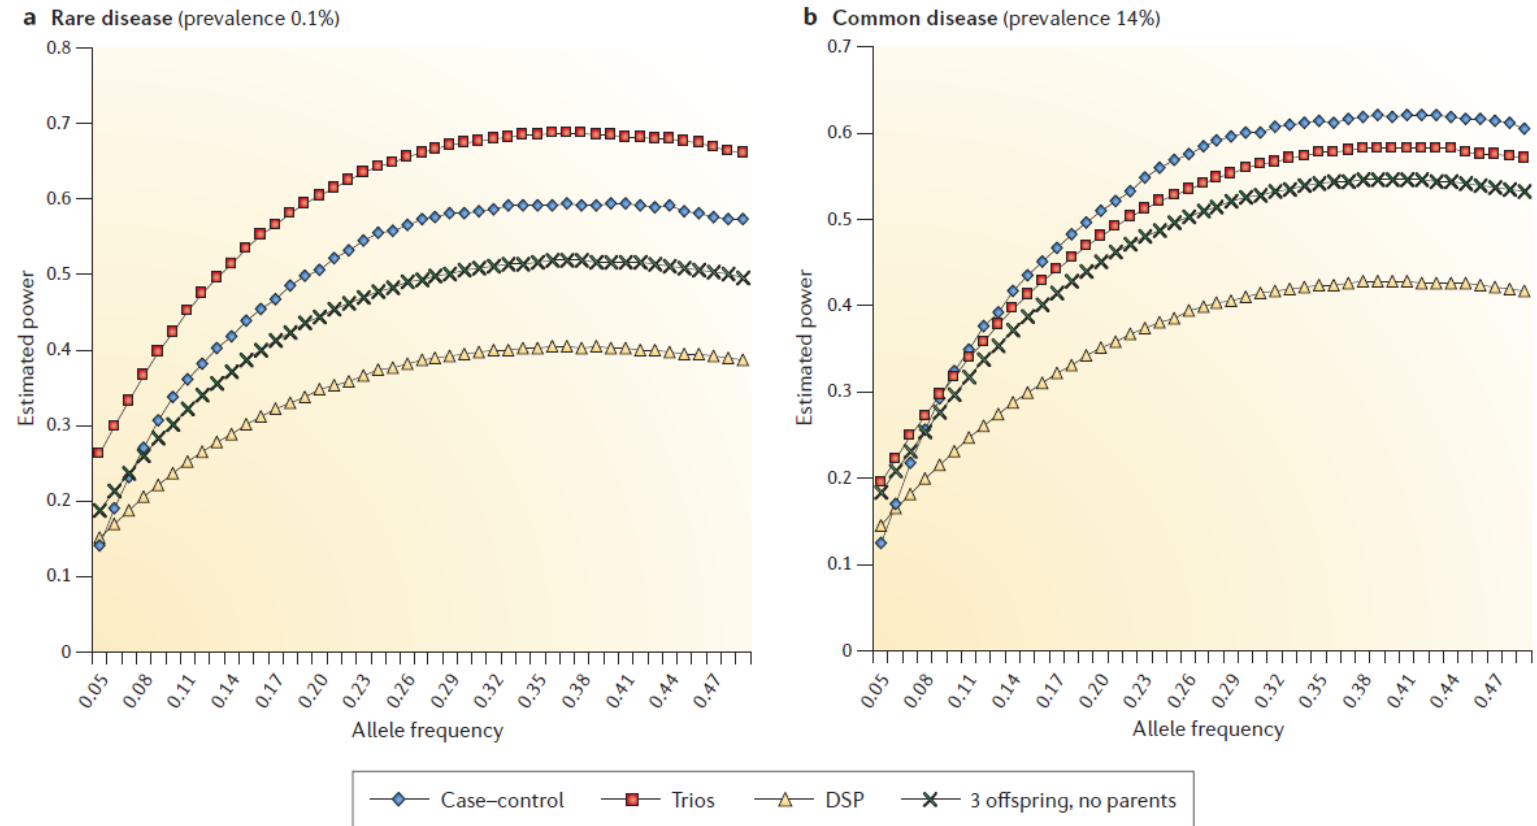 a Rare disease (prevalence 0.1%)
0.8
0.7
0.6
0.5
0.4
0.3
0.2
0.1
0
Estimated power
0.05 0.08 0.11 0.14 0.17 0.20 0.23 0.26 0.29 0.32 0.35 0.38 0.41 0.44 0.47
Allele frequency
b Common disease (prevalence 14%)
0.7
0.6
0.5
0.4
0.3
0.2
0.1
0
Estimated power
0.05 0.08 0.11 0.14 0.17 0.20 0.23 0.26 0.29 0.32 0.35 0.38 0.41 0.44 0.47
Allele frequency
Case–control Trios DSP 3 offspring, no parents